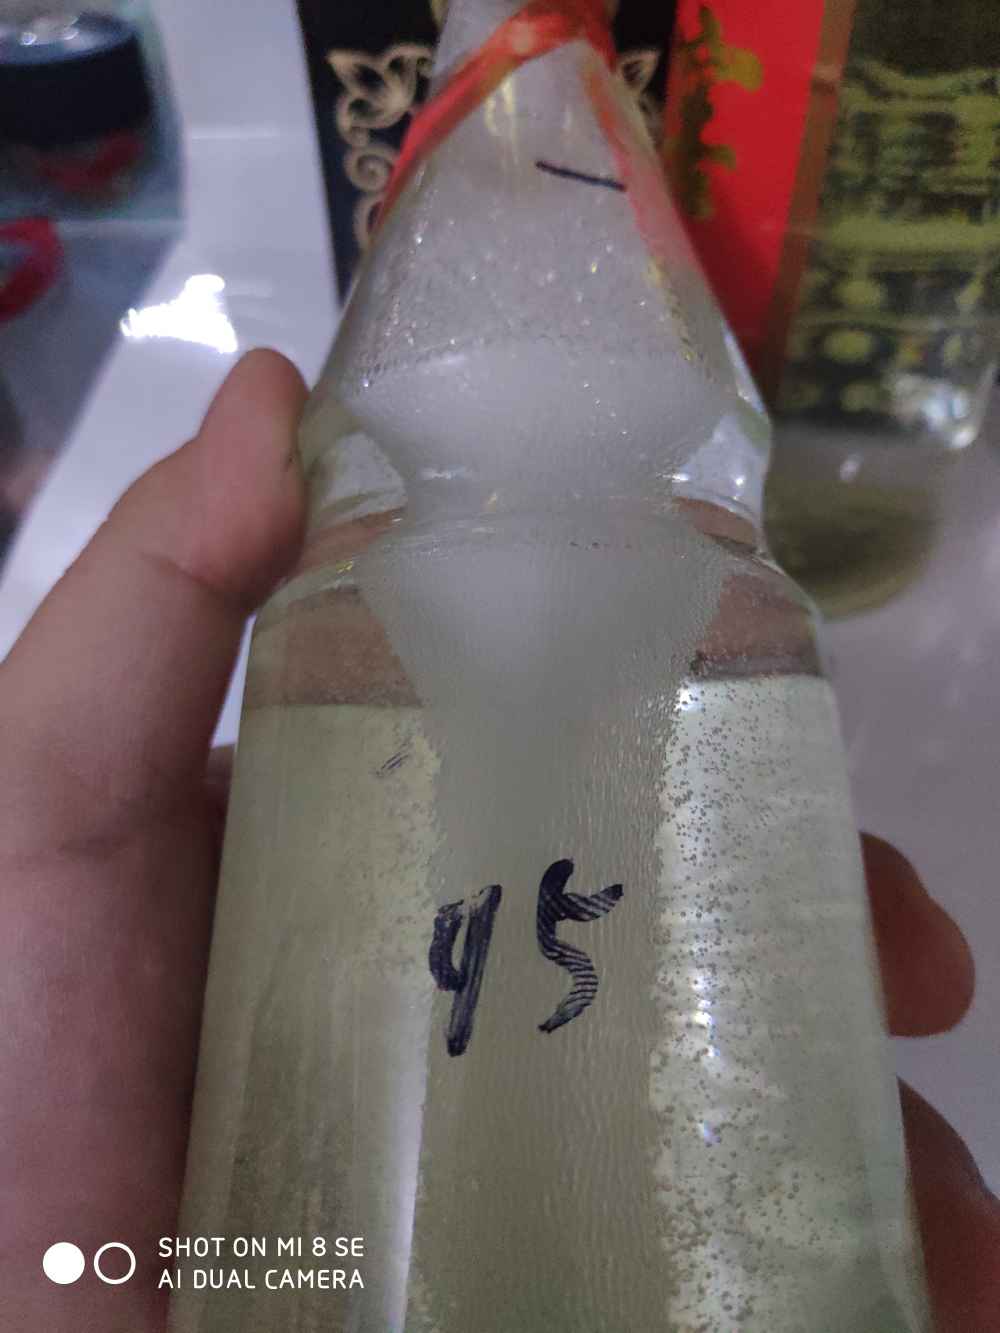 95
SHOT ON MI 8 SE
AI DUAL CAMERA